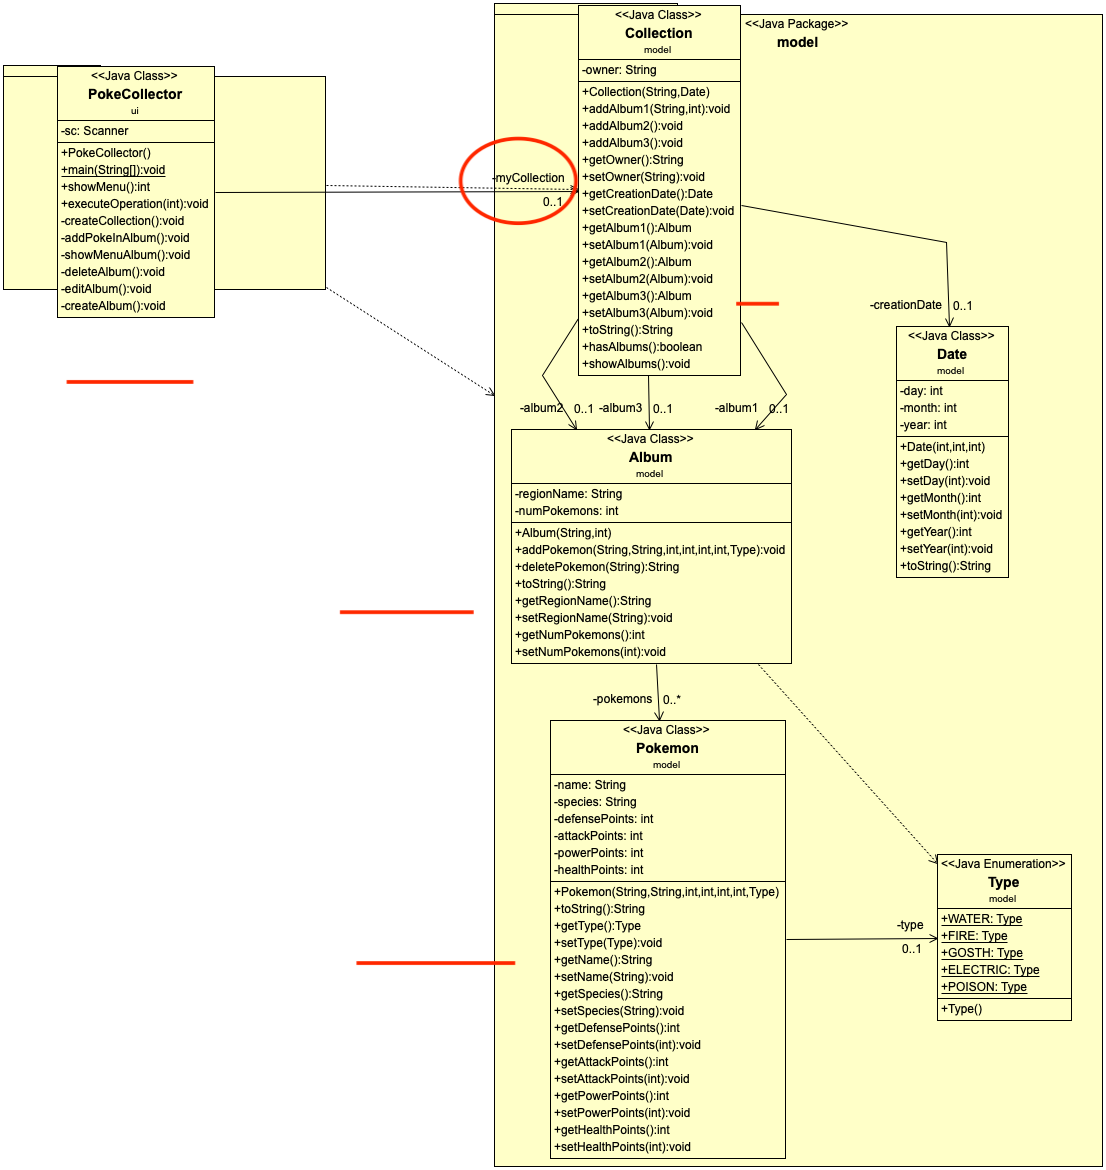 <<Java Class>>
PokeCollector
ui
-sc: Scanner
+PokeCollector()
+main(String[]):void
+showMenu():int
+executeOperation(int):void
-createCollection():void
-addPokeInAlbum():void
-showMenuAlbum():void
-deleteAlbum():void
-editAlbum():void
-createAlbum():void
-myCollection
0..1
<<Java Package>>
model
<<Java Class>>
Collection
model
-owner: String
+Collection(String,Date)
+addAlbum1(String,int):void
+addAlbum2():void
+addAlbum3():void
+getOwner():String
+setOwner(String):void
+getCreationDate():Date
+setCreationDate(Date):void
+getAlbum1():Album
+setAlbum1(Album):void
+getAlbum2():Album
+setAlbum2(Album):void
+getAlbum3():Album
+setAlbum3(Album):void
+toString():String
+hasAlbums():boolean
+showAlbums():void
-creationDate 0..1
<<Java Class>>
Date
model
-day: int
-month: int
-year: int
+Date(int,int,int)
+getDay():int
+setDay(int):void
+getMonth():int
+setMonth(int):void
+getYear():int
+setYear(int):void
+toString():String
-album2 0..1 -album3 0..1 -album1 0..1
<<Java Class>>
Album
model
-regionName: String
-numPokemons: int
+Album(String,int)
+addPokemon(String,String,int,int,int,int,Type):void
+deletePokemon(String):String
+toString():String
+getRegionName():String
+setRegionName(String):void
+getNumPokemons():int
+setNumPokemons(int):void
-pokemons 0..*
<<Java Class>>
Pokemon
model
-name: String
-species: String
-defensePoints: int
-attackPoints: int
-powerPoints: int
-healthPoints: int
+Pokemon(String,String,int,int,int,int,Type)
+toString():String
+getType():Type
+setType(Type):void
+getName():String
+setName(String):void
+getSpecies():String
+setSpecies(String):void
+getDefensePoints():int
+setDefensePoints(int):void
+getAttackPoints():int
+setAttackPoints(int):void
+getPowerPoints():int
+setPowerPoints(int):void
+getHealthPoints():int
+setHealthPoints(int):void
-type
0..1
<<Java Enumeration>>
Type
model
+WATER: Type
+FIRE: Type
+GOSTH: Type
+ELECTRIC: Type
+POISON: Type
+Type()